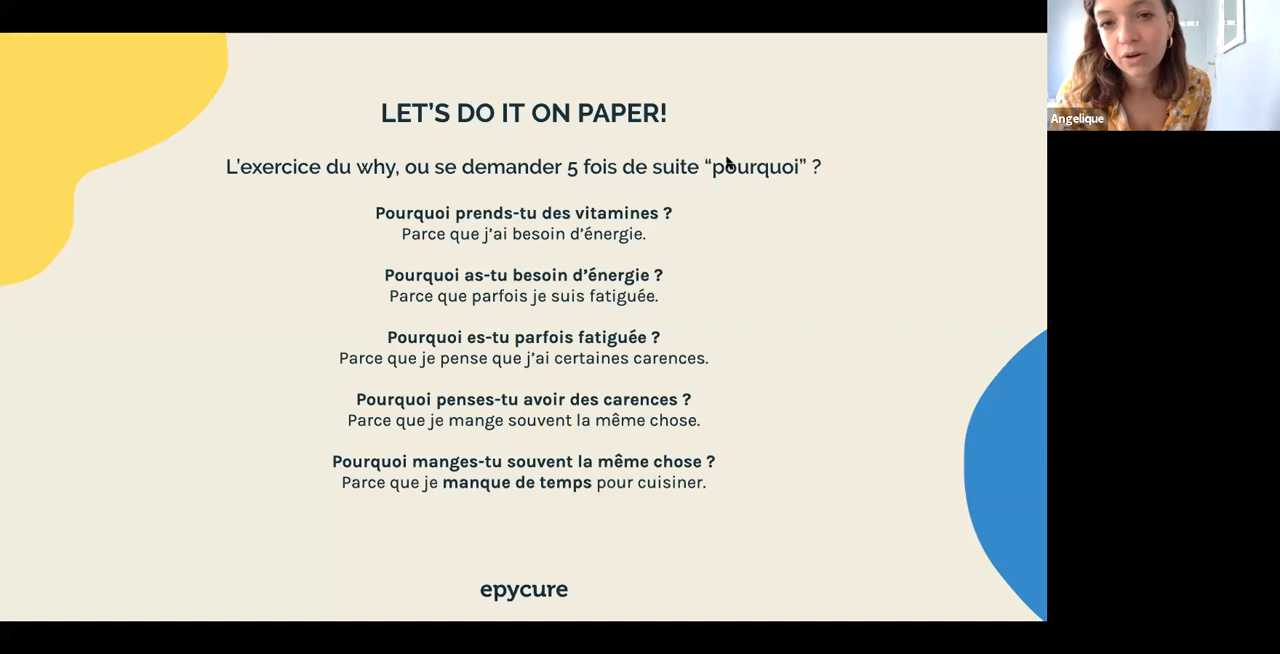 LET’S DO IT ON PAPER!
L’exercice du why, ou se demander 5 fois de suite “pourquoi” ?
Pourquoi prends-tu des vitamines ?
Parce que j’ai besoin d’énergie.
Pourquoi as-tu besoin d’énergie ?
Parce que parfois je suis fatiguée.
Pourquoi es-tu parfois fatiguée ?
Parce que je pense que j’ai certaines carences.
Pourquoi penses-tu avoir des carences ?
Parce que je mange souvent la même chose.
Pourquoi manges-tu souvent la même chose ?
Parce que je manque de temps pour cuisiner.
epycure
Angelique